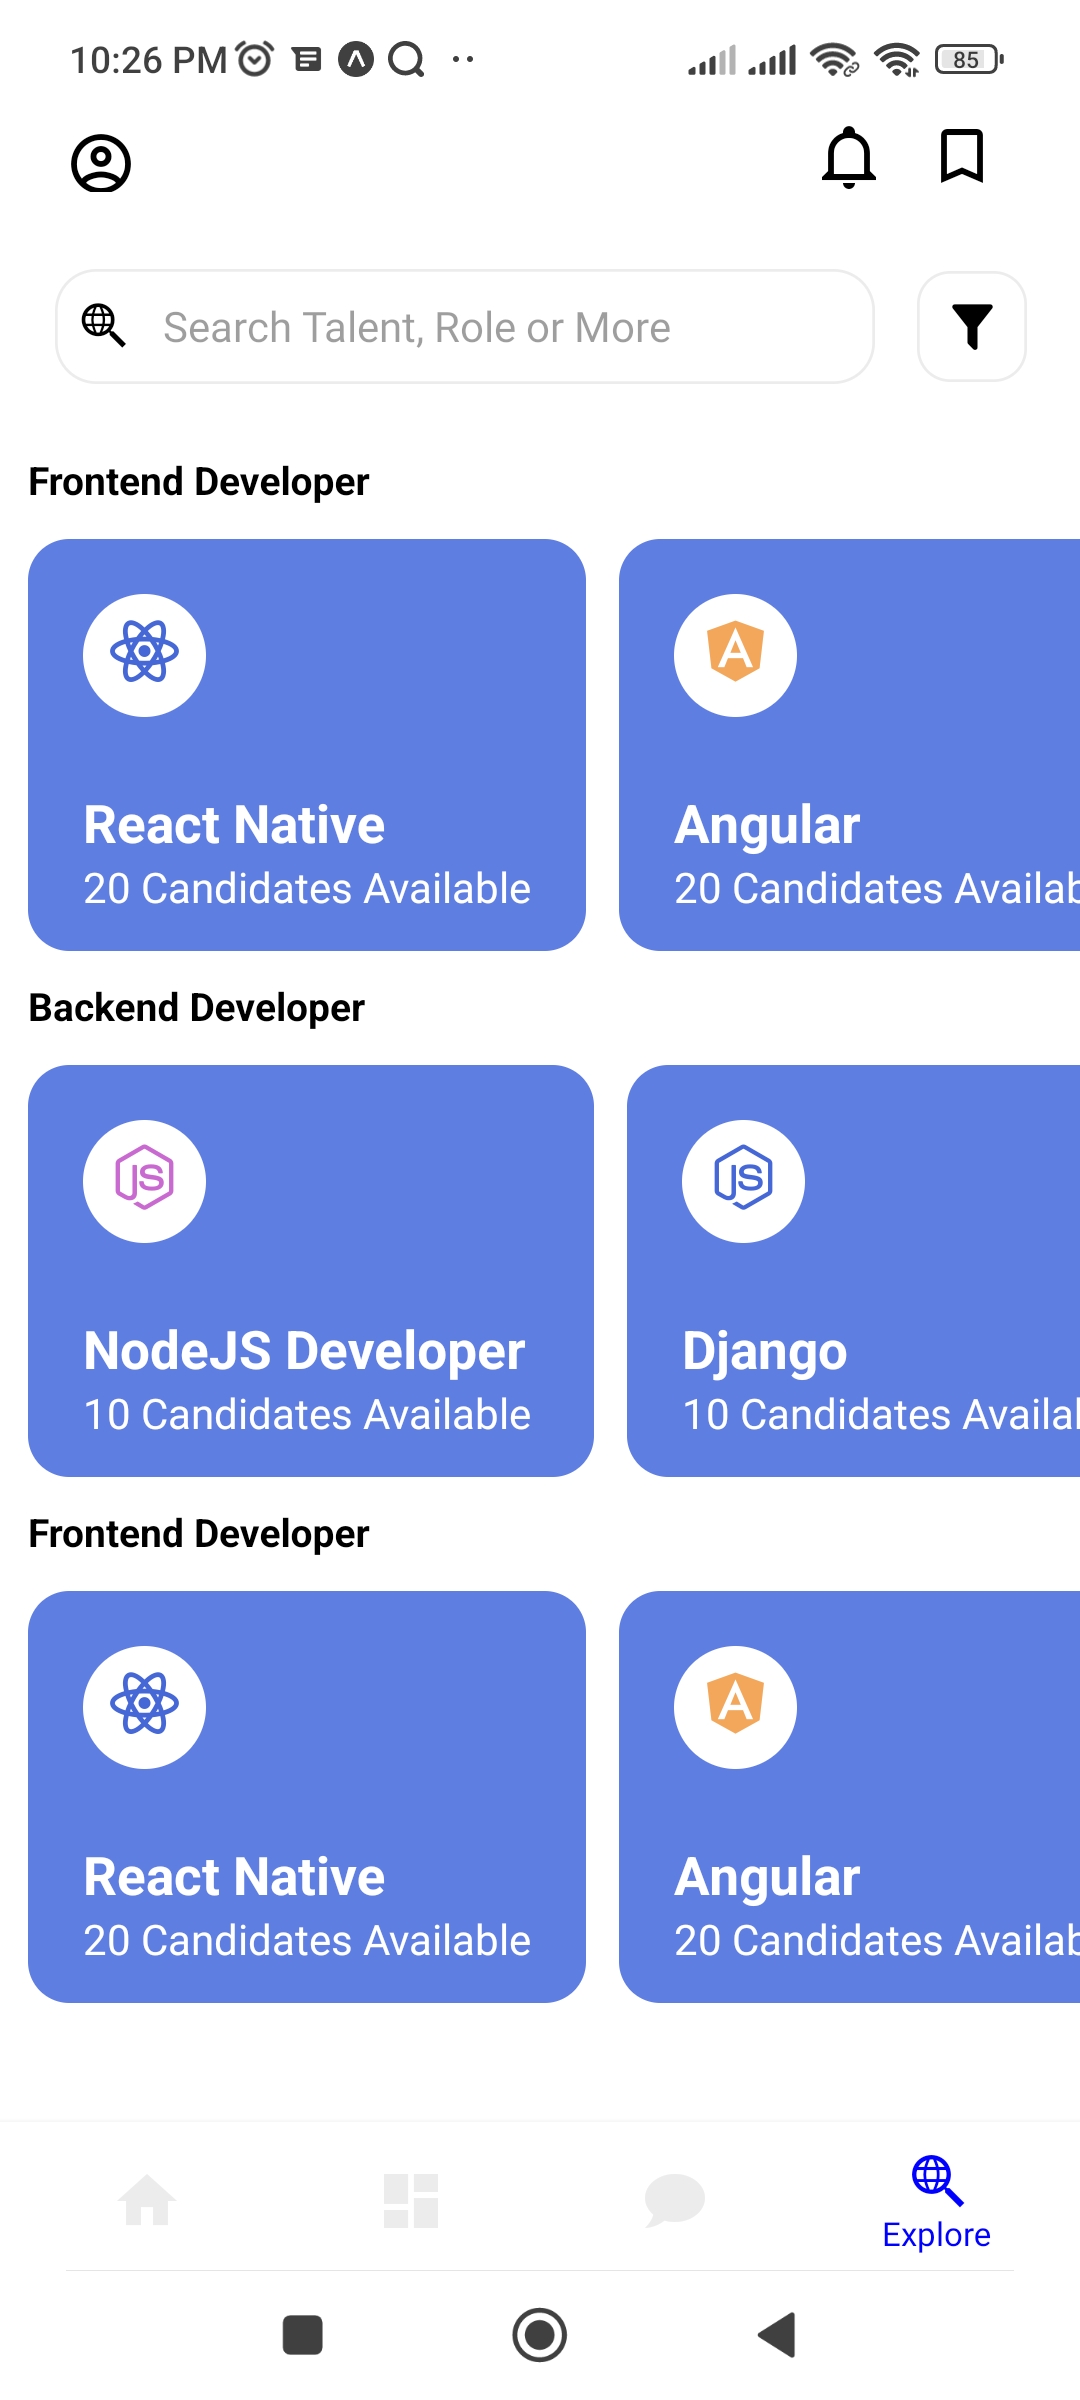 10:26 PM
85
Search Talent, Role or More
Frontend Developer
React Native
20 Candidates Available
Angular
20 Candidates Availab
Backend Developer
JS
NodeJS Developer
10 Candidates Available
JS
Django
10 Candidates Availal
Frontend Developer
React Native
20 Candidates Available
Angular
20 Candidates Availab
Explore